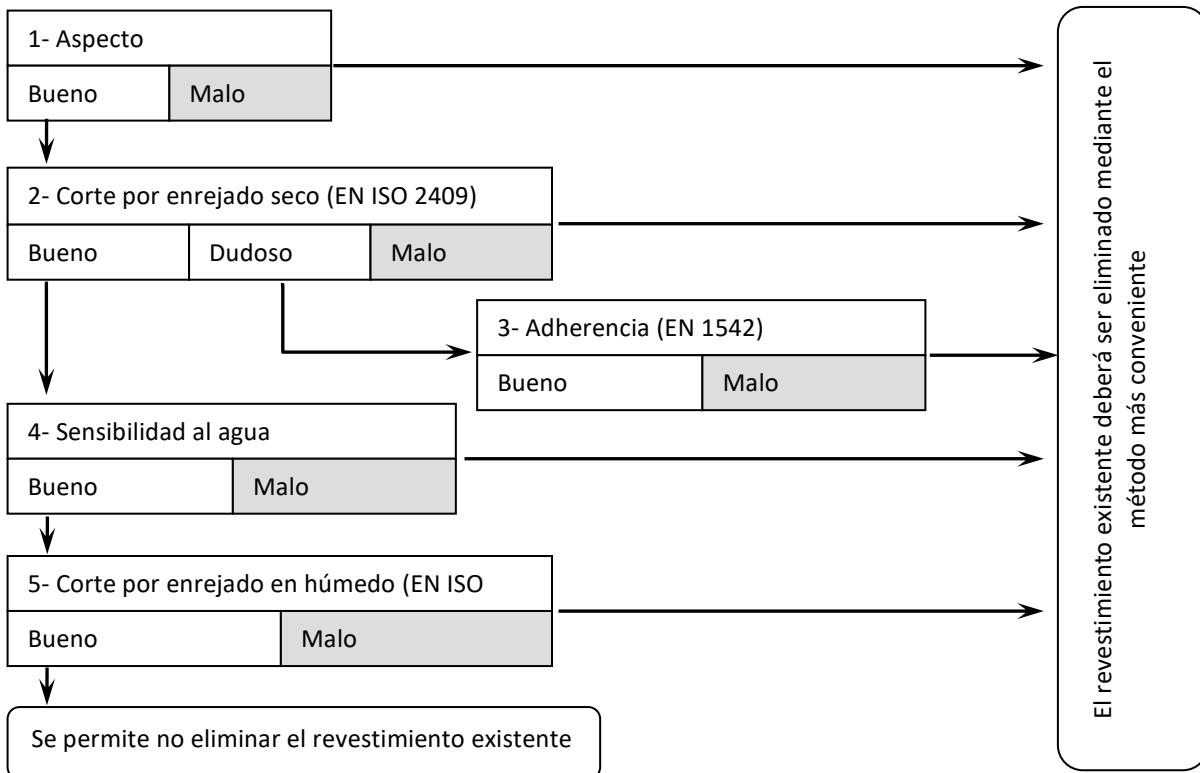 1- Aspecto
Bueno
Malo
2- Corte por enrejado seco (EN ISO 2409)
Bueno
Dudoso
Malo
3- Adherencia (EN 1542)
Bueno
Malo
4- Sensibilidad al agua
Bueno
Malo
5- Corte por enrejado en húmedo (EN ISO
Bueno
Malo
Se permite no eliminar el revestimiento existente
El revestimiento existente deberá ser eliminado mediante el
método más conveniente